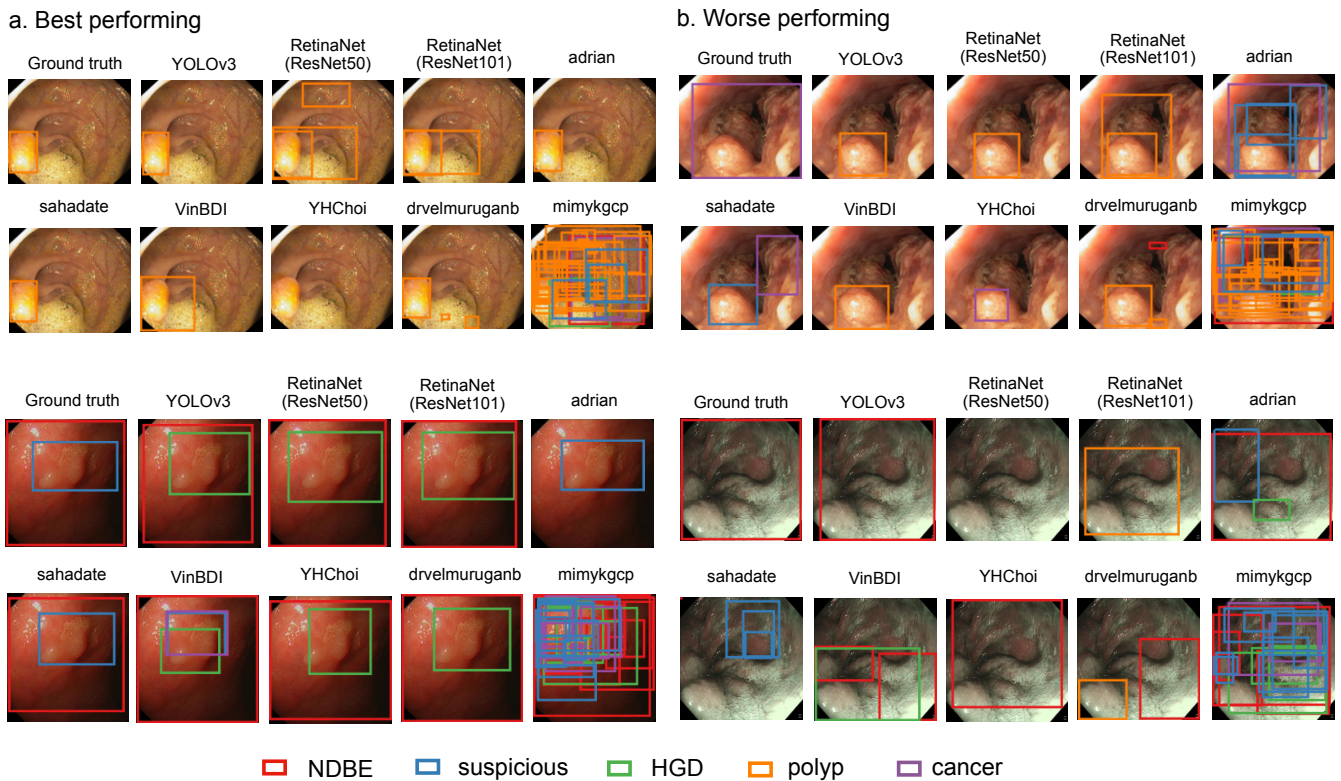 a. Best performing
b. Worse performing
Ground truth
YOLOv3
RetinaNet
(ResNet50)
RetinaNet
(ResNet101)
adrian
sahadate
VinBDI
YHChoi
drvelmuruganb
mimykgcp
Ground truth
YOLOv3
RetinaNet
(ResNet50)
RetinaNet
(ResNet101)
adrian
sahadate
VinBDI
YHChoi
drvelmuruganb
mimykgcp
Ground truth
YOLOv3
RetinaNet
(ResNet50)
RetinaNet
(ResNet101)
adrian
sahadate
VinBDI
YHChoi
drvelmuruganb
mimykgcp
Ground truth
YOLOv3
RetinaNet
(ResNet50)
RetinaNet
(ResNet101)
adrian
sahadate
VinBDI
YHChoi
drvelmuruganb
mimykgcp
NDBE
suspicious
HGD
polyp
cancer